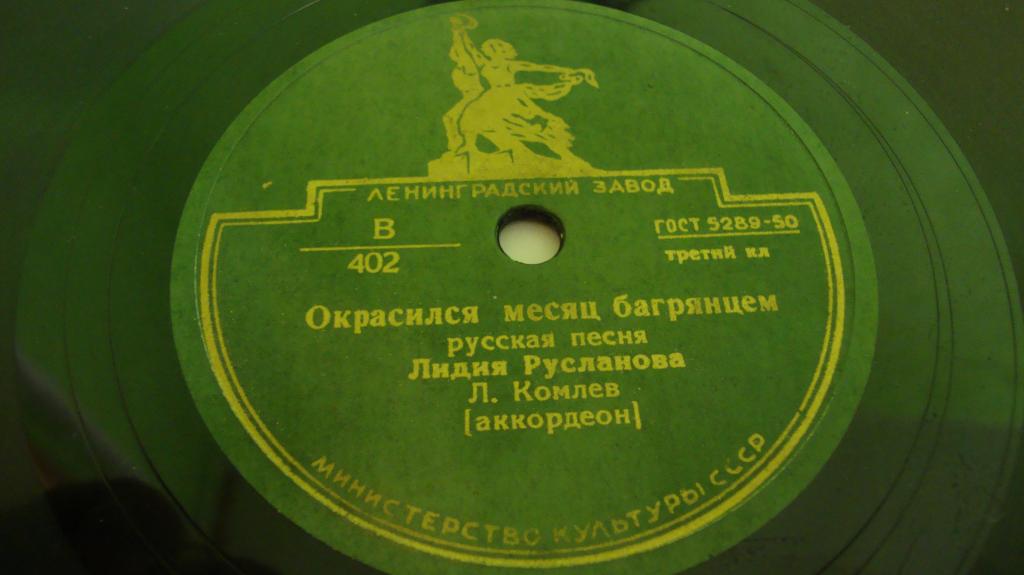 ЛЕНИНГРАДСКИЙ ЗАВОД
В
402
ГОСТ 5289-50
третий кл
Окрасился месяц багрянцем
русская песня
Лидия Русланова
Л. Комлев
[аккордеон]
МИНИСТЕРСТВО КУЛЬТУРЫ СССР